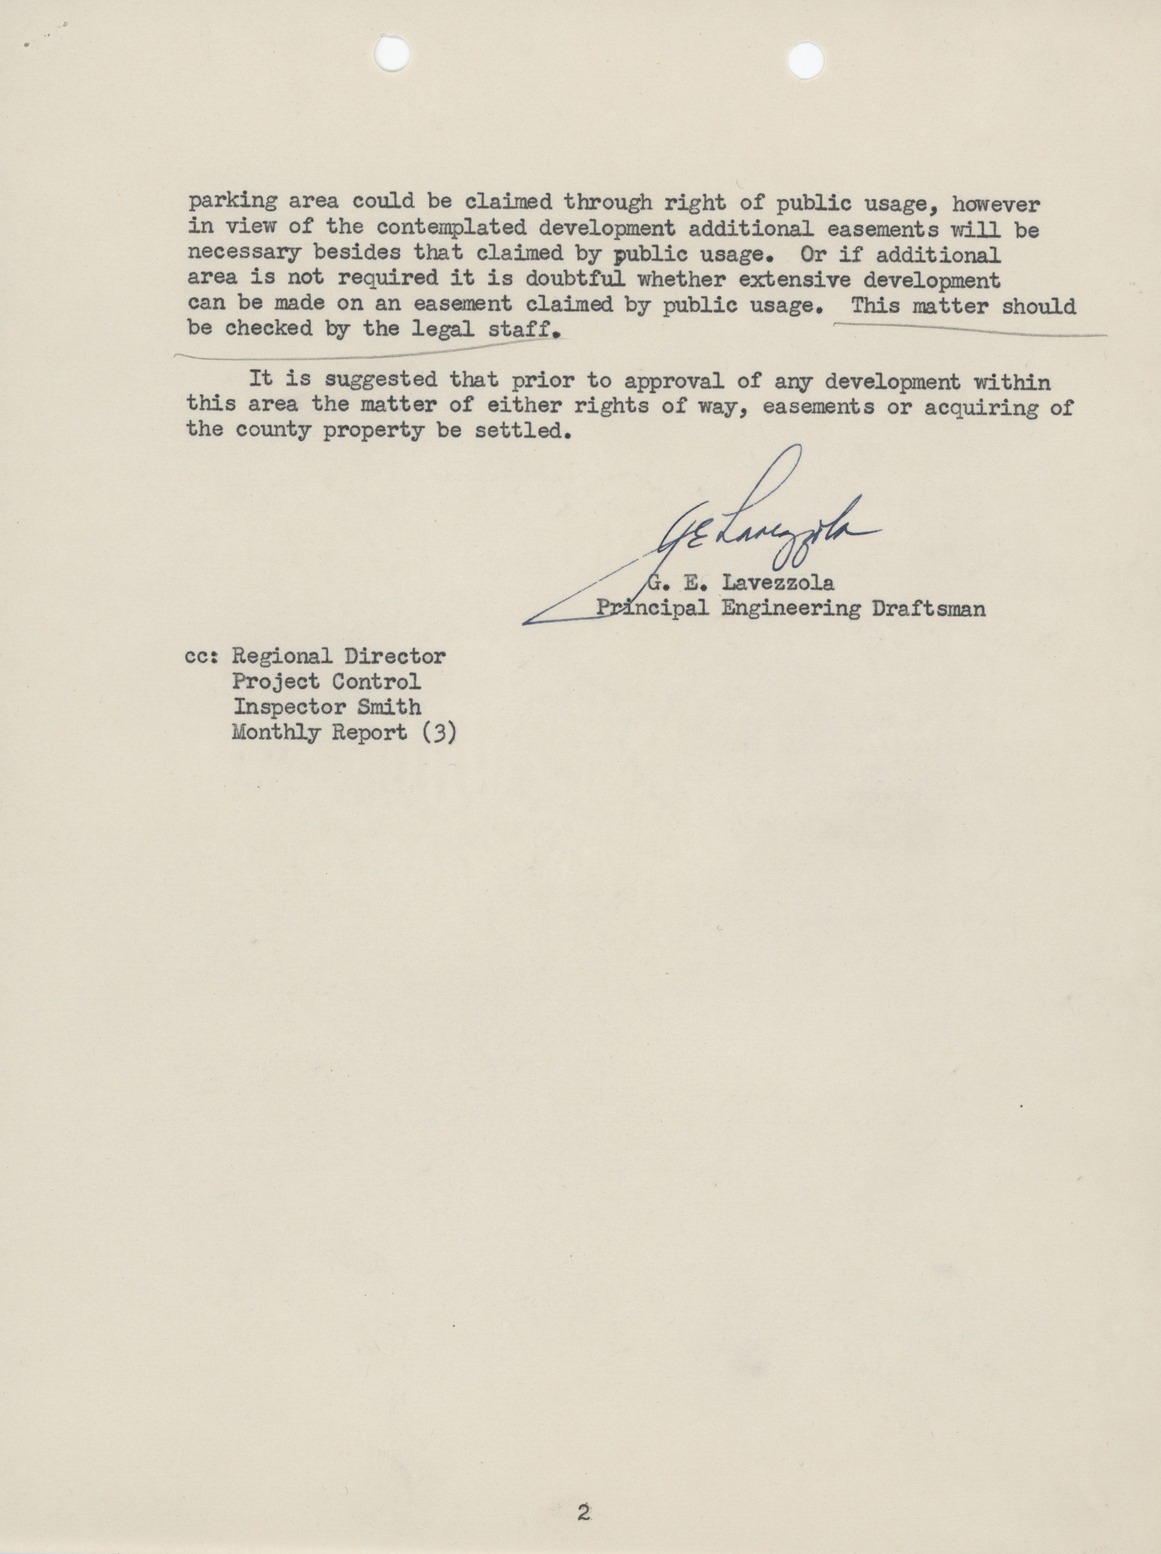 parking area could be claimed through right of public usage, however
in view of the contemplated development additional easements will be
necessary besides that claimed by public usage.  Or if additional
area is not required it is doubtful whether extensive development
can be made on an easement claimed by public usage.  This matter should
be checked by the legal staff.
It is suggested that prior to approval of any development within
this area the matter of either rights of way, easements or acquiring of
the county property be settled.
GE Lavezzola
G. E. Lavezzola
Principal Engineering Draftsman
cc: Regional Director
Project Control
Inspector Smith
Monthly Report (3)
2